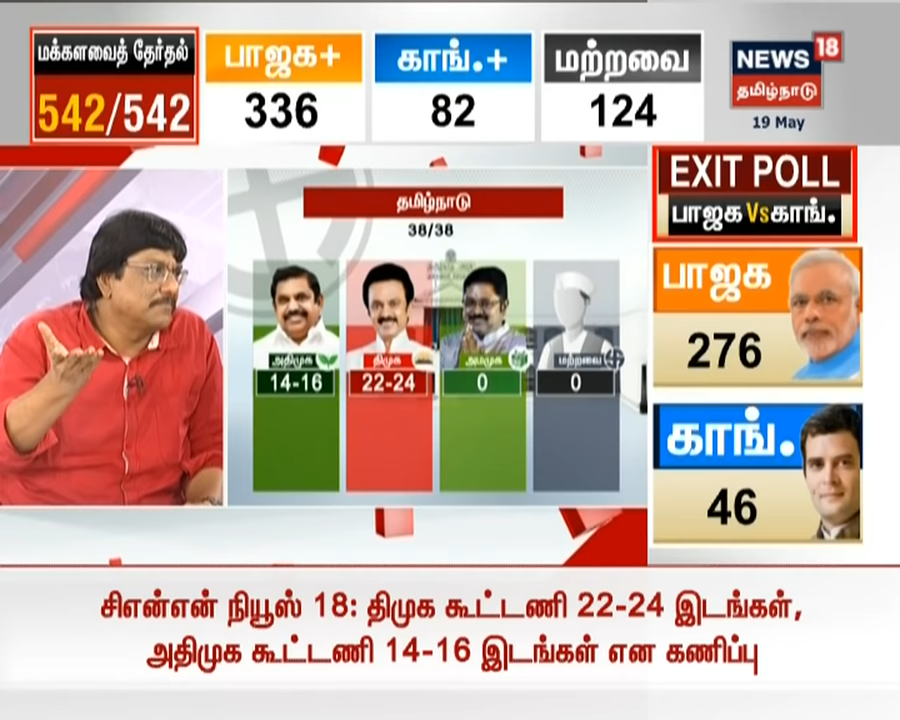 மக்களவைத் தேர்தல்
542/542
பாஜக+
336
காங்.+
82
மற்றவை
124
NEWS 18
தமிழ்நாடு
19 May
EXIT POLL
பாஜக Vs காங்.
பாஜக
276
காங்.
46
தமிழ்நாடு
38/38
அதிமுக
14-16
திமுக
22-24
அமமுக
0
மற்றவை
0
சிஎன்என் நியூஸ் 18: திமுக கூட்டணி 22-24 இடங்கள்,
அதிமுக கூட்டணி 14-16 இடங்கள் என கணிப்பு